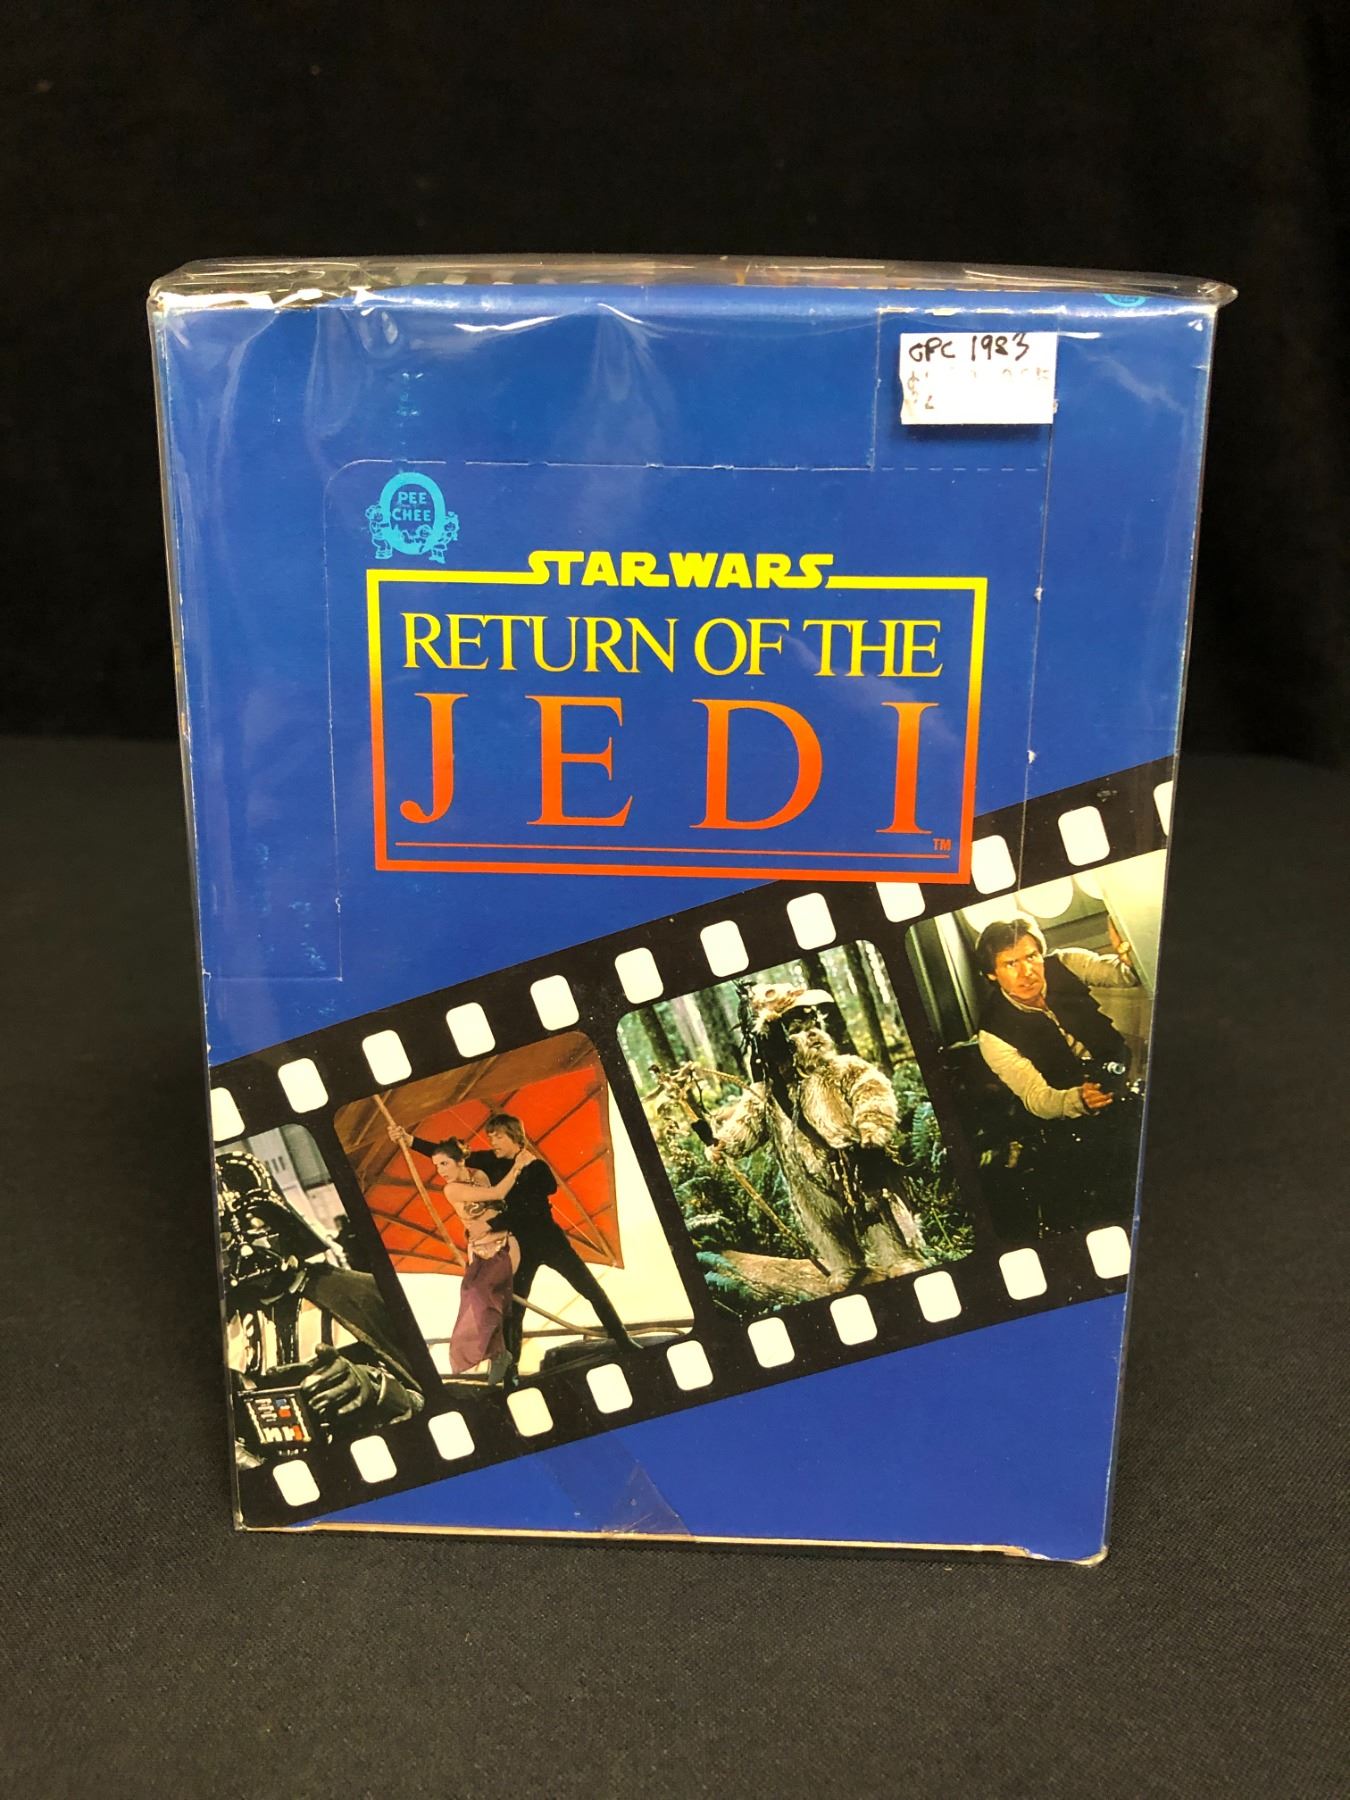 OPC 1983
PEE
CHEE
STAR WARS
RETURN OF THE
JEDI
TM